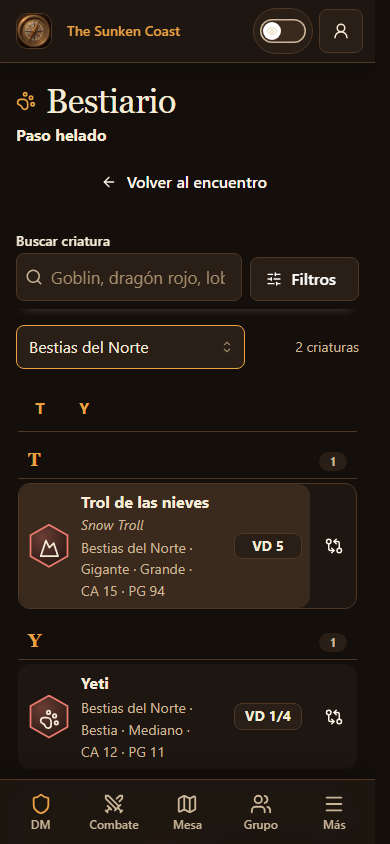 The Sunken Coast
Bestiario
Paso helado
Volver al encuentro
Buscar criatura
Goblin, dragón rojo, lob
Filtros
Bestias del Norte
2 criaturas
T Y
T
1
Trol de las nieves
Snow Troll
Bestias del Norte ·
Gigante · Grande ·
CA 15 · PG 94
VD 5
Y
1
Yeti
Bestias del Norte ·
Bestia · Mediano ·
CA 12 · PG 11
VD 1/4
DM
Combate
Mesa
Grupo
Más